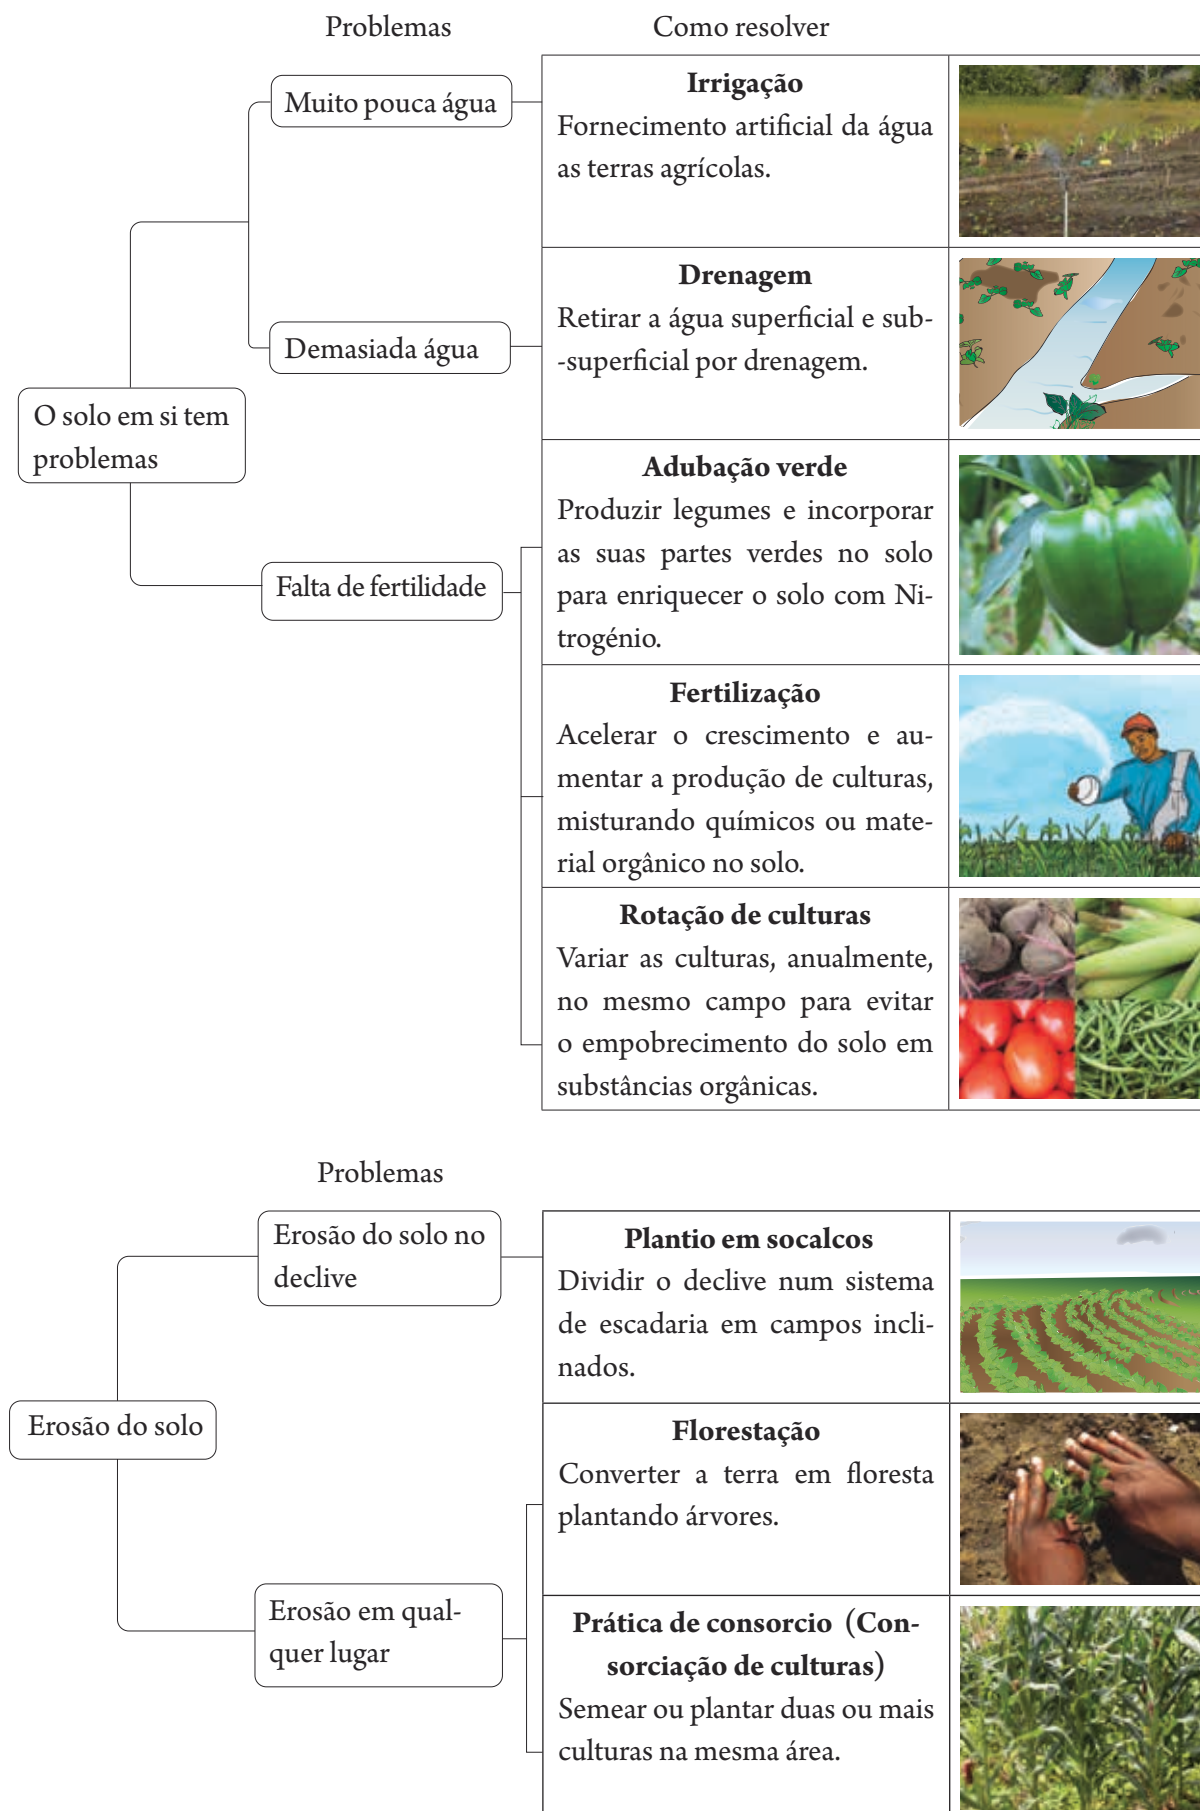 Problemas
Como resolver
O solo em si tem
problemas
Muito pouca água
Irrigação
Fornecimento artificial da água
as terras agrícolas.
Demasiada água
Drenagem
Retirar a água superficial e sub-
-superficial por drenagem.
Falta de fertilidade
Adubação verde
Produzir legumes e incorporar
as suas partes verdes no solo
para enriquecer o solo com Ni-
trogénio.
Fertilização
Acelerar o crescimento e au-
mentar a produção de culturas,
misturando químicos ou mate-
rial orgânico no solo.
Rotação de culturas
Variar as culturas, anualmente,
no mesmo campo para evitar
o empobrecimento do solo em
substâncias orgânicas.
Problemas
Erosão do solo
Erosão do solo no
declive
Plantio em socalcos
Dividir o declive num sistema
de escadaria em campos incli-
nados.
Erosão em qual-
quer lugar
Florestação
Converter a terra em floresta
plantando árvores.
Prática de consorcio (Con-
sorciação de culturas)
Semear ou plantar duas ou mais
culturas na mesma área.